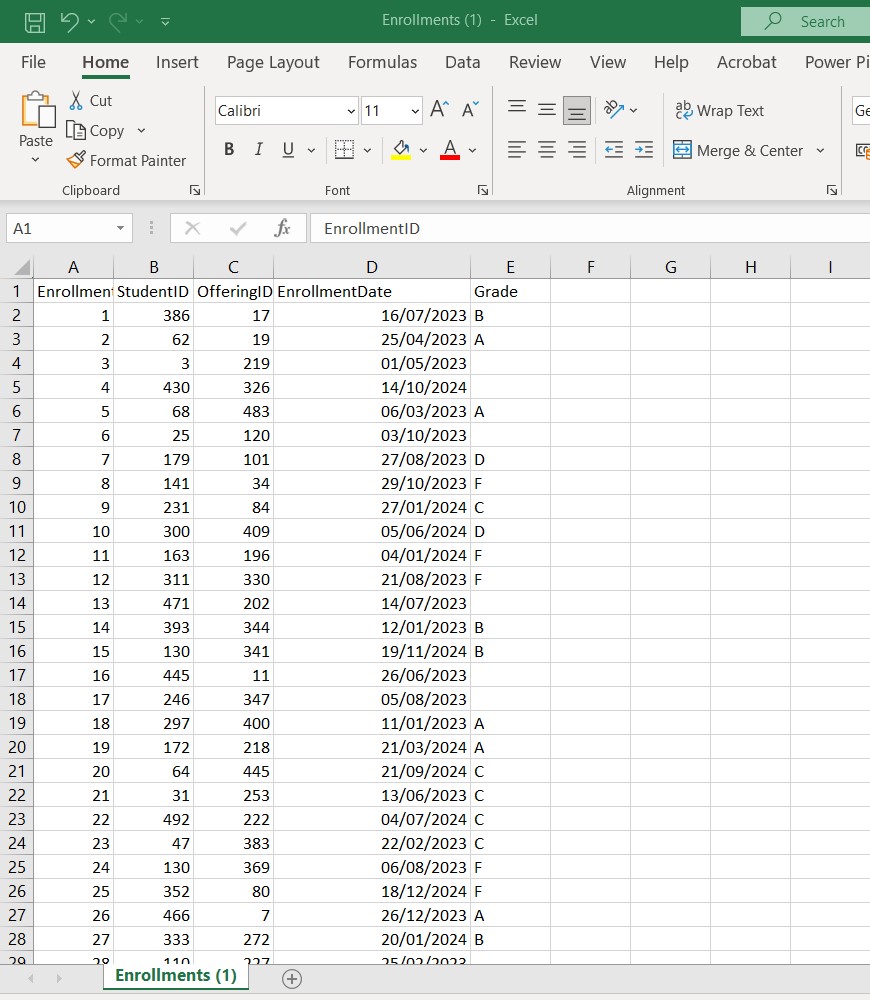 Enrollments (1) - Excel
Search
File Home Insert Page Layout Formulas Data Review View Help Acrobat Power Pi
Paste
Cut
Copy
Format Painter
Clipboard
Calibri 11 A A
B I U A
Font
ab Wrap Text
Merge & Center
Alignment
Ge
A1 fx EnrollmentID
A B C D E F G H I
1 Enrollment StudentID OfferingID EnrollmentDate Grade
2 1 386 17 16/07/2023 B
3 2 62 19 25/04/2023 A
4 3 3 219 01/05/2023
5 4 430 326 14/10/2024
6 5 68 483 06/03/2023 A
7 6 25 120 03/10/2023
8 7 179 101 27/08/2023 D
9 8 141 34 29/10/2023 F
10 9 231 84 27/01/2024 C
11 10 300 409 05/06/2024 D
12 11 163 196 04/01/2024 F
13 12 311 330 21/08/2023 F
14 13 471 202 14/07/2023
15 14 393 344 12/01/2023 B
16 15 130 341 19/11/2024 B
17 16 445 11 26/06/2023
18 17 246 347 05/08/2023
19 18 297 400 11/01/2023 A
20 19 172 218 21/03/2024 A
21 20 64 445 21/09/2024 C
22 21 31 253 13/06/2023 C
23 22 492 222 04/07/2024 C
24 23 47 383 22/02/2023 C
25 24 130 369 06/08/2023 F
26 25 352 80 18/12/2024 F
27 26 466 7 26/12/2023 A
28 27 333 272 20/01/2024 B
29 28 110 227 25/02/2023
Enrollments (1)